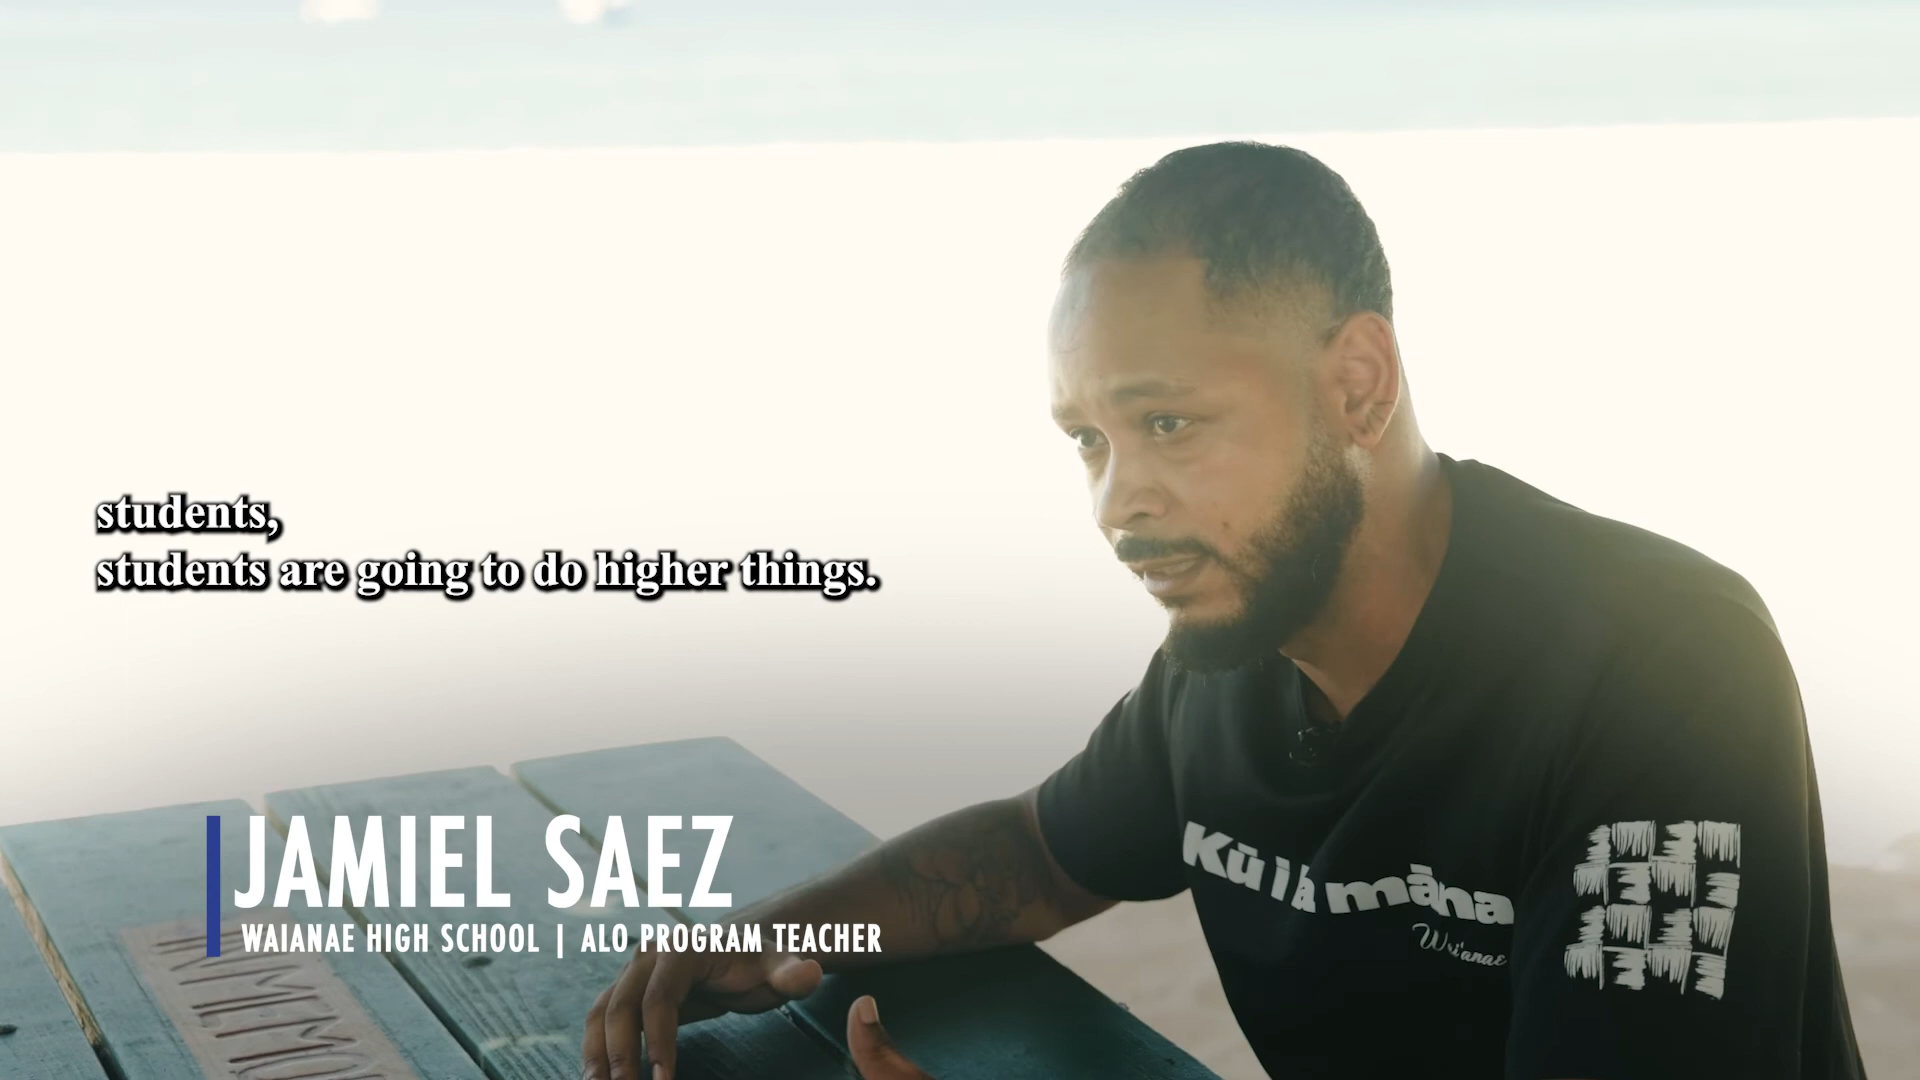 students,
students are going to do higher things.
JAMIEL SAEZ
WAIANAE HIGH SCHOOL | ALO PROGRAM TEACHER
Kū i ka māna
Wai'anae